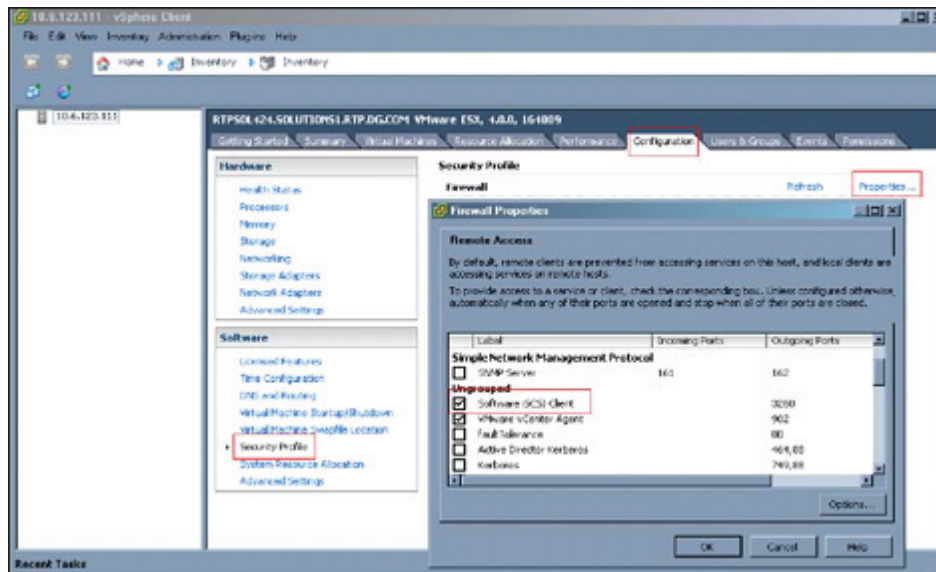 10.6.123.111 - vSphere Client
File Edit View Inventory Administration Plugins Help
Home Inventory Inventory
10.6.123.111
RTPSOL424.SOLUTIONS1.RTP.DG.COM VMware ESX, 4.0.0, 164009
Getting Started Summary Virtual Machines Resource Allocation Performance Configuration Users & Groups Events Permissions
Hardware
Health Status
Processors
Memory
Storage
Networking
Storage Adapters
Network Adapters
Advanced Settings
Software
Licensed Features
Time Configuration
DNS and Routing
Virtual Machine Startup/Shutdown
Virtual Machine Swapfile Location
Security Profile
System Resource Allocation
Advanced Settings
Security Profile
Firewall Refresh Properties...
Firewall Properties
Remote Access
By default, remote clients are prevented from accessing services on this host, and local clients are
accessing services on remote hosts.
To provide access to a service or client, check the corresponding box. Unless configured otherwise,
automatically when any of their ports are opened and stop when all of their ports are closed.
Label Incoming Ports Outgoing Ports
Simple Network Management Protocol
SNMP Server 161 162
Ungrouped
Software iSCSI Client 3260
VMware vCenter Agent 902
Fault Tolerance 80
Active Director Kerberos 464,88
Kerberos 749,88
Options...
OK Cancel Help
Recent Tasks